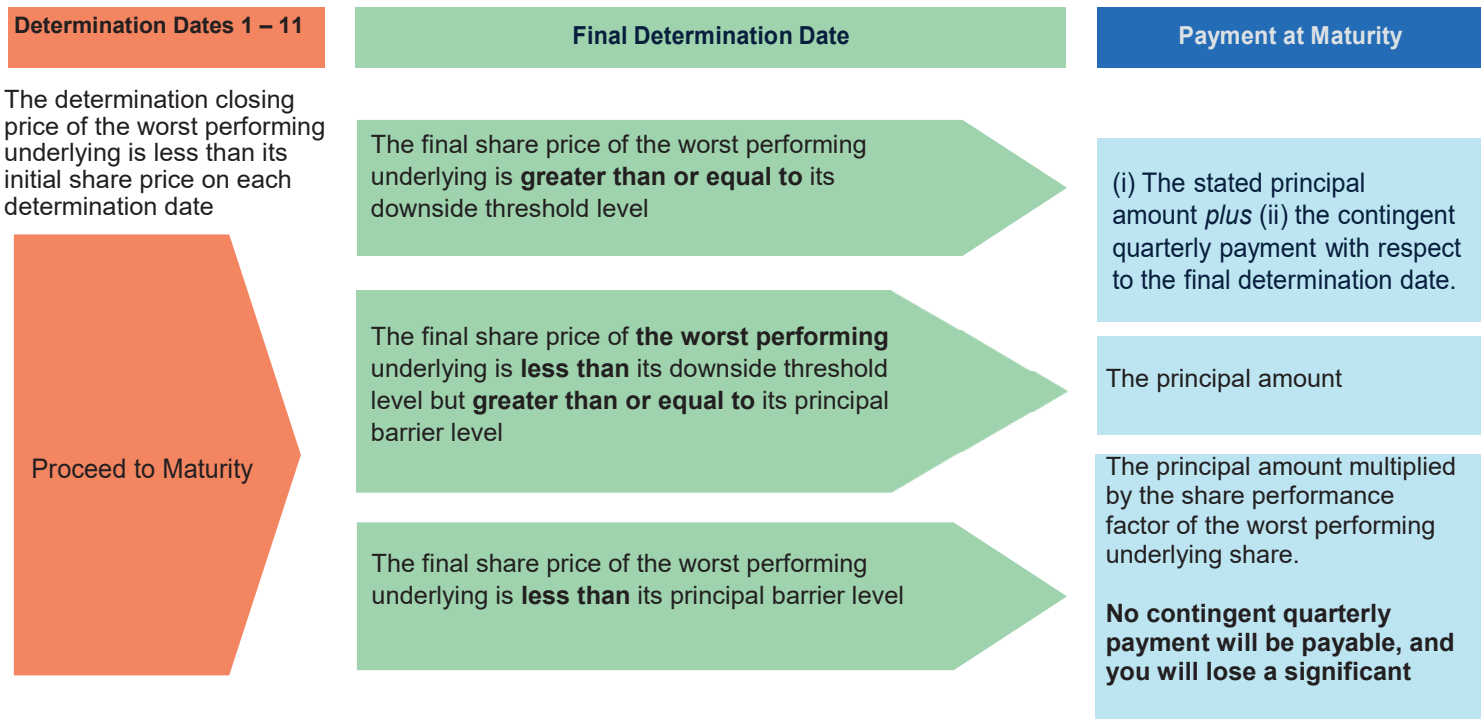 Determination Dates 1 – 11
Final Determination Date
Payment at Maturity
The determination closing
price of the worst performing
underlying is less than its
initial share price on each
determination date
Proceed to Maturity
The final share price of the worst performing
underlying is greater than or equal to its
downside threshold level
(i) The stated principal
amount plus (ii) the contingent
quarterly payment with respect
to the final determination date.
The final share price of the worst performing
underlying is less than its downside threshold
level but greater than or equal to its principal
barrier level
The principal amount
The final share price of the worst performing
underlying is less than its principal barrier level
The principal amount multiplied
by the share performance
factor of the worst performing
underlying share.
No contingent quarterly
payment will be payable, and
you will lose a significant